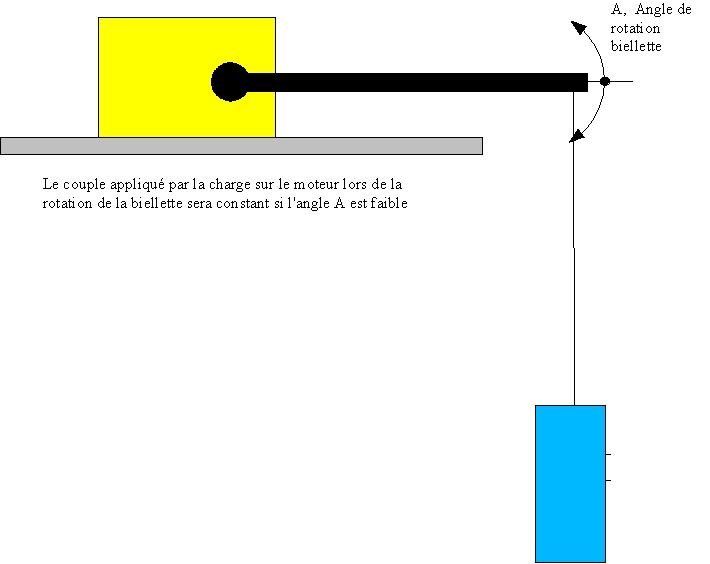 A, Angle de
rotation
biellette
Le couple appliqué par la charge sur le moteur lors de la
rotation de la biellette sera constant si l'angle A est faible